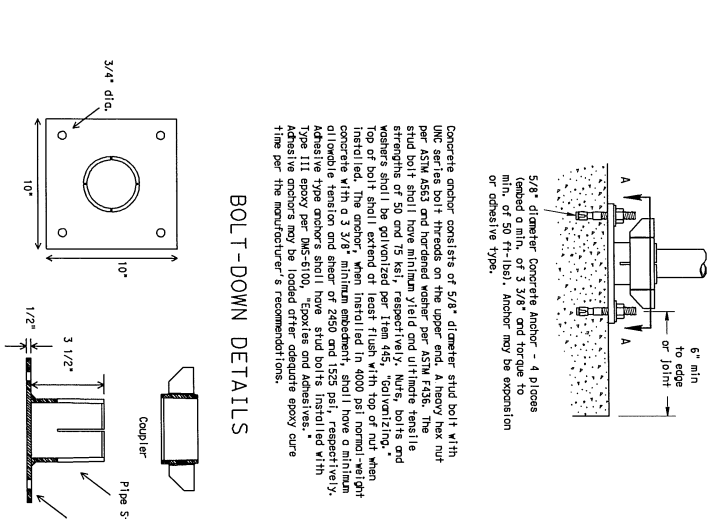 6" min
to edge
or joint
A
A
5/8" diameter Concrete Anchor - 4 places
(embed a min. of 3 3/8" and torque to
min. of 50 ft-lbs). Anchor may be expansion
or adhesive type.
Concrete anchor consists of 5/8" diameter stud bolt with
UNC series bolt threads on the upper end. A heavy hex nut
per ASTM A563 and hardened washer per ASTM F436. The
stud bolt shall have minimum yield and ultimate tensile
strengths of 50 and 75 ksi, respectively. Nuts, bolts and
washers shall be galvanized per Item 445, "Galvanizing."
Top of bolt shall extend at least flush with top of nut when
installed. The anchor, when installed in 4000 psi normal-weight
concrete with a 3 3/8" minimum embedment, shall have a minimum
allowable tension and shear of 2450 and 1525 psi, respectively.
Adhesive type anchors shall have stud bolts installed with
Type III epoxy per DMS-6100, "Epoxies and Adhesives."
Adhesive anchors may be loaded after adequate epoxy cure
time per the manufacturer's recommendations.
BOLT-DOWN DETAILS
3/4" dia.
10"
10"
Coupler
3 1/2"
1/2"
Pipe S